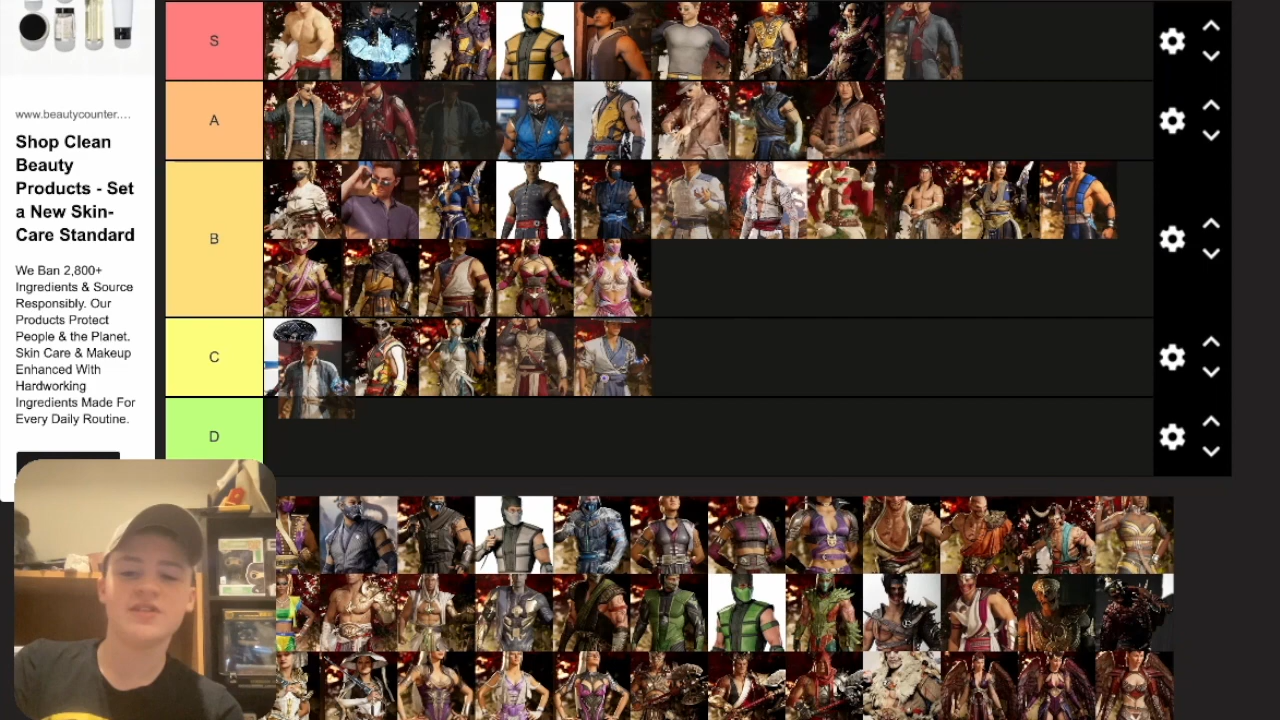 www.beautycounter....
Shop Clean
Beauty
Products - Set
a New Skin-
Care Standard
We Ban 2,800+
Ingredients & Source
Responsibly. Our
Products Protect
People & the Planet.
Skin Care & Makeup
Enhanced With
Hardworking
Ingredients Made For
Every Daily Routine.
S
A
B
C
D